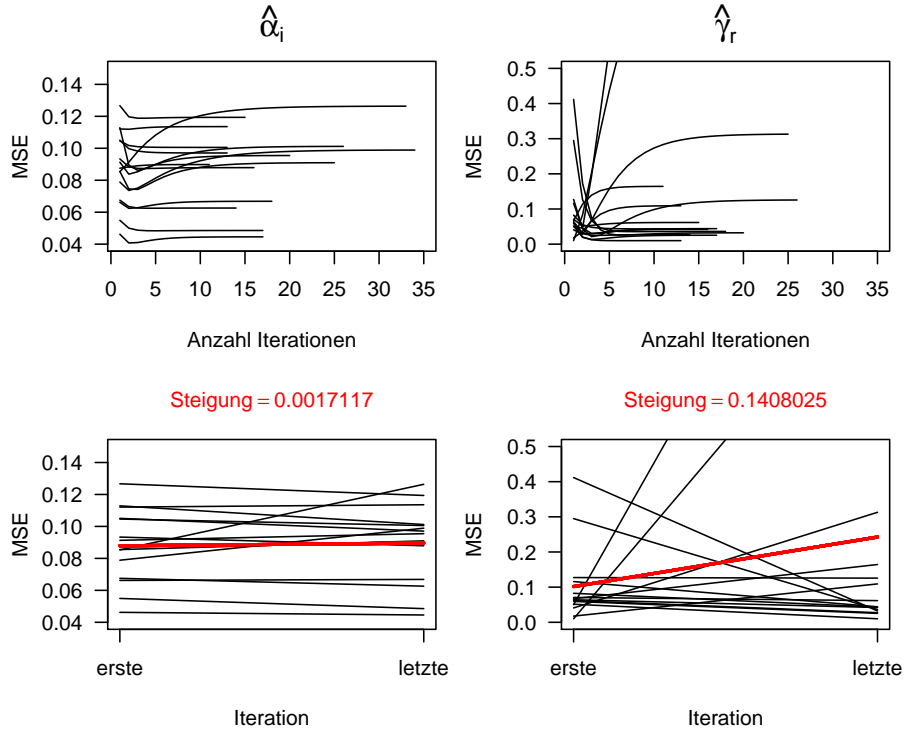 α̂i
γ̂r
MSE
0.04
0.06
0.08
0.10
0.12
0.14
0 5 10 15 20 25 30 35
Anzahl Iterationen
MSE
0.0
0.1
0.2
0.3
0.4
0.5
0 5 10 15 20 25 30 35
Anzahl Iterationen
Steigung = 0.0017117
MSE
0.04
0.06
0.08
0.10
0.12
0.14
erste letzte
Iteration
Steigung = 0.1408025
MSE
0.0
0.1
0.2
0.3
0.4
0.5
erste letzte
Iteration